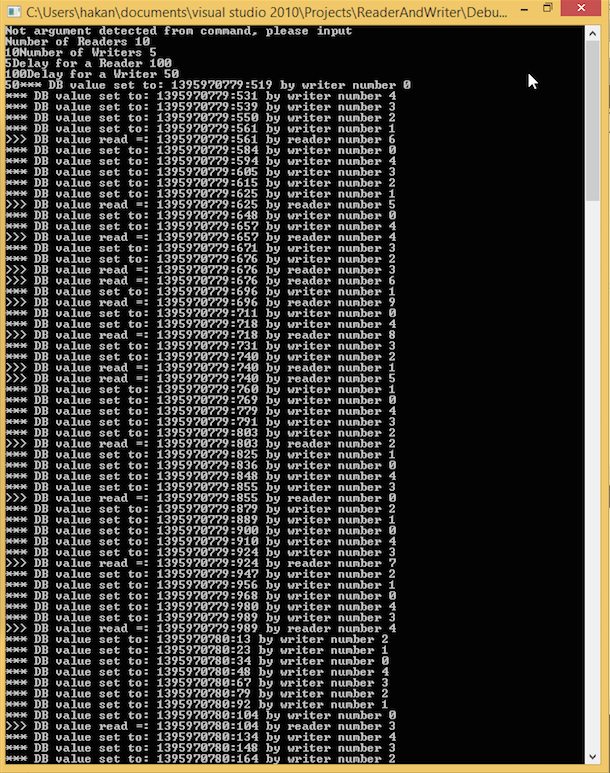 C:\Users\hakan\documents\visual studio 2010\Projects\ReaderAndWriter\Debu...
Not argument detected from command, please input
Number of Readers 10
10Number of Writers 5
5Delay for a Reader 100
100Delay for a Writer 50
50*** DB value set to: 1395970779:519 by writer number 0
*** DB value set to: 1395970779:531 by writer number 4
*** DB value set to: 1395970779:539 by writer number 3
*** DB value set to: 1395970779:550 by writer number 2
*** DB value set to: 1395970779:561 by writer number 1
>>> DB value read =: 1395970779:561 by reader number 6
*** DB value set to: 1395970779:584 by writer number 0
*** DB value set to: 1395970779:594 by writer number 4
*** DB value set to: 1395970779:605 by writer number 3
*** DB value set to: 1395970779:615 by writer number 2
*** DB value set to: 1395970779:625 by writer number 1
>>> DB value read =: 1395970779:625 by reader number 5
*** DB value set to: 1395970779:648 by writer number 0
*** DB value set to: 1395970779:657 by writer number 4
>>> DB value read =: 1395970779:657 by reader number 4
*** DB value set to: 1395970779:671 by writer number 3
*** DB value set to: 1395970779:676 by writer number 2
>>> DB value read =: 1395970779:676 by reader number 3
>>> DB value read =: 1395970779:676 by reader number 6
*** DB value set to: 1395970779:696 by writer number 1
>>> DB value read =: 1395970779:696 by reader number 9
*** DB value set to: 1395970779:711 by writer number 0
*** DB value set to: 1395970779:718 by writer number 4
>>> DB value read =: 1395970779:718 by reader number 8
*** DB value set to: 1395970779:731 by writer number 3
*** DB value set to: 1395970779:740 by writer number 2
>>> DB value read =: 1395970779:740 by reader number 1
>>> DB value read =: 1395970779:740 by reader number 5
*** DB value set to: 1395970779:760 by writer number 1
*** DB value set to: 1395970779:769 by writer number 0
*** DB value set to: 1395970779:779 by writer number 4
*** DB value set to: 1395970779:791 by writer number 3
*** DB value set to: 1395970779:803 by writer number 2
>>> DB value read =: 1395970779:803 by reader number 2
*** DB value set to: 1395970779:825 by writer number 1
*** DB value set to: 1395970779:836 by writer number 0
*** DB value set to: 1395970779:848 by writer number 4
*** DB value set to: 1395970779:855 by writer number 3
>>> DB value read =: 1395970779:855 by reader number 0
*** DB value set to: 1395970779:879 by writer number 2
*** DB value set to: 1395970779:889 by writer number 1
*** DB value set to: 1395970779:900 by writer number 0
*** DB value set to: 1395970779:910 by writer number 4
*** DB value set to: 1395970779:924 by writer number 3
>>> DB value read =: 1395970779:924 by reader number 7
*** DB value set to: 1395970779:947 by writer number 2
*** DB value set to: 1395970779:956 by writer number 1
*** DB value set to: 1395970779:968 by writer number 0
*** DB value set to: 1395970779:980 by writer number 4
*** DB value set to: 1395970779:989 by writer number 3
>>> DB value read =: 1395970779:989 by reader number 4
*** DB value set to: 1395970780:13 by writer number 2
*** DB value set to: 1395970780:23 by writer number 1
*** DB value set to: 1395970780:34 by writer number 0
*** DB value set to: 1395970780:48 by writer number 4
*** DB value set to: 1395970780:67 by writer number 3
*** DB value set to: 1395970780:79 by writer number 2
*** DB value set to: 1395970780:92 by writer number 1
*** DB value set to: 1395970780:104 by writer number 0
>>> DB value read =: 1395970780:104 by reader number 3
*** DB value set to: 1395970780:134 by writer number 4
*** DB value set to: 1395970780:148 by writer number 3
*** DB value set to: 1395970780:164 by writer number 2